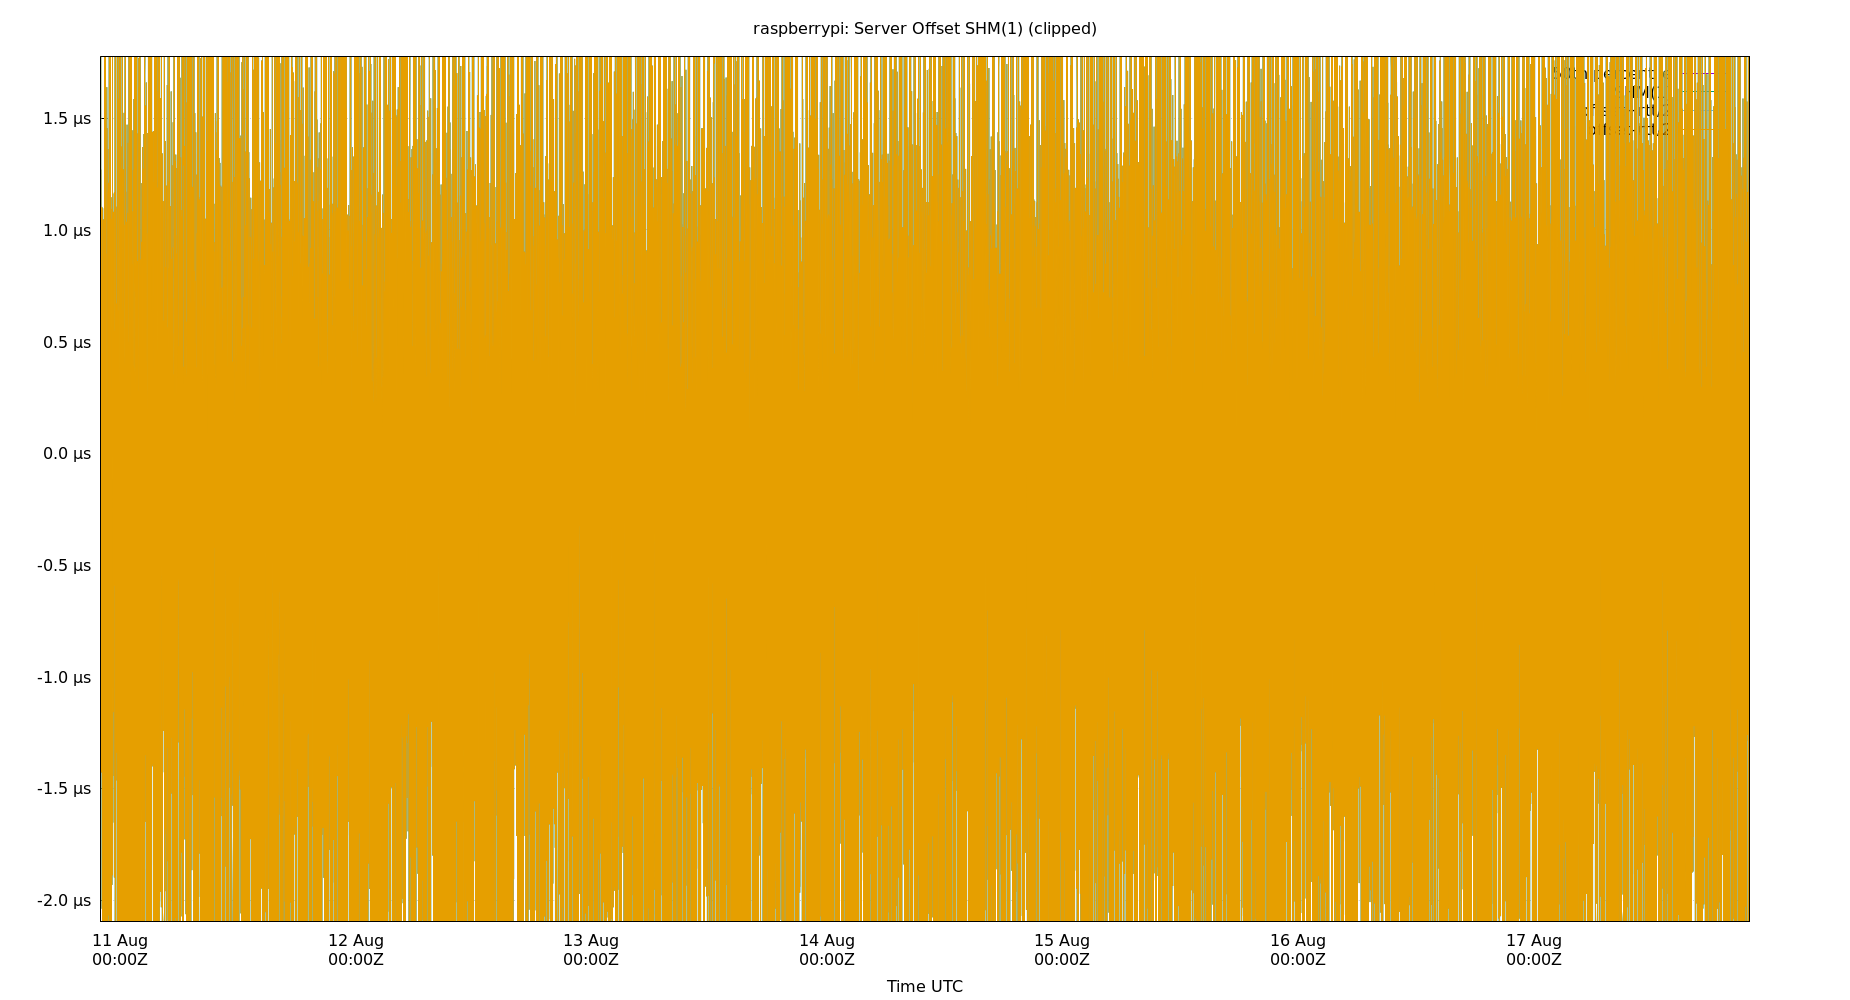 raspberrypi: Server Offset SHM(1) (clipped)
1.5 µs
1.0 µs
0.5 µs
0.0 µs
-0.5 µs
-1.0 µs
-1.5 µs
-2.0 µs
11 Aug 12 Aug 13 Aug 14 Aug 15 Aug 16 Aug 17 Aug
00:00Z 00:00Z 00:00Z 00:00Z 00:00Z 00:00Z 00:00Z
Time UTC